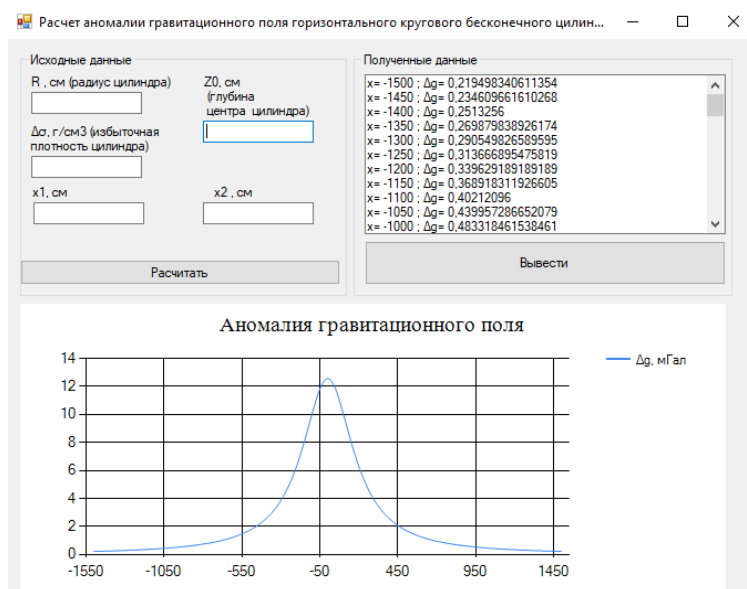 Расчет аномалии гравитационного поля горизонтального кругового бесконечного цилин...
Исходные данные
R , см (радиус цилиндра)
Z0, см
(глубина
центра цилиндра)
Δσ, г/см3 (избыточная
плотность цилиндра)
x1, см
x2 , см
Расчитать
Полученные данные
x= -1500 ; Δg= 0,219498340611354
x= -1450 ; Δg= 0,234609661610268
x= -1400 ; Δg= 0,2513256
x= -1350 ; Δg= 0,269879838926174
x= -1300 ; Δg= 0,290549826589595
x= -1250 ; Δg= 0,313666895475819
x= -1200 ; Δg= 0,339629189189189
x= -1150 ; Δg= 0,368918311926605
x= -1100 ; Δg= 0,40212096
x= -1050 ; Δg= 0,439957286652079
x= -1000 ; Δg= 0,483318461538461
Вывести
Аномалия гравитационного поля
14
12
10
8
6
4
2
0
-1550 -1050 -550 -50 450 950 1450
Δg, мГал